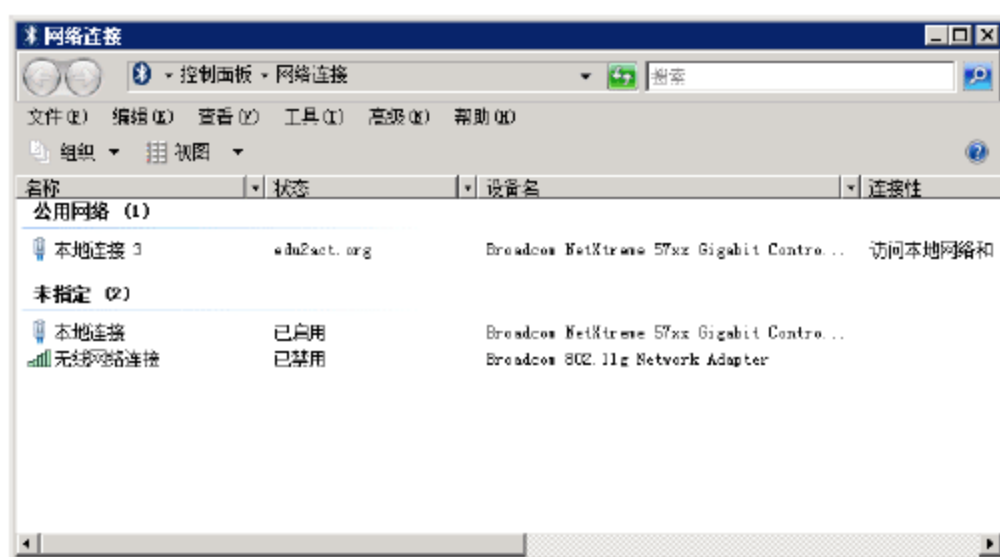 网络连接
控制面板 网络连接 搜索
文件(F) 编辑(E) 查看(V) 工具(T) 高级(N) 帮助(H)
组织 视图
名称 状态 设备名 连接性
公用网络 (1)
本地连接 3 edu2act.org Broadcom NetXtreme 57xx Gigabit Contro... 访问本地网络和
未指定 (2)
本地连接 已启用 Broadcom NetXtreme 57xx Gigabit Contro...
无线网络连接 已禁用 Broadcom 802.11g Network Adapter